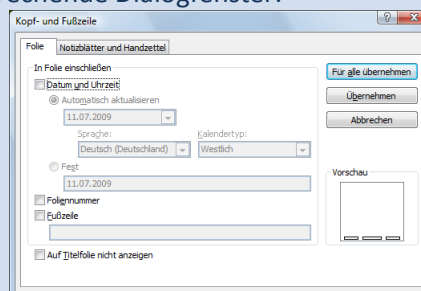 Kopf- und Fußzeile
Folie Notizblätter und Handzettel
In Folie einschließen
Datum und Uhrzeit
Automatisch aktualisieren
11.07.2009
Sprache: Kalendertyp:
Deutsch (Deutschland) Westlich
Fest
11.07.2009
Foliennummer
Fußzeile
Auf Titelfolie nicht anzeigen
Für alle übernehmen
Übernehmen
Abbrechen
Vorschau